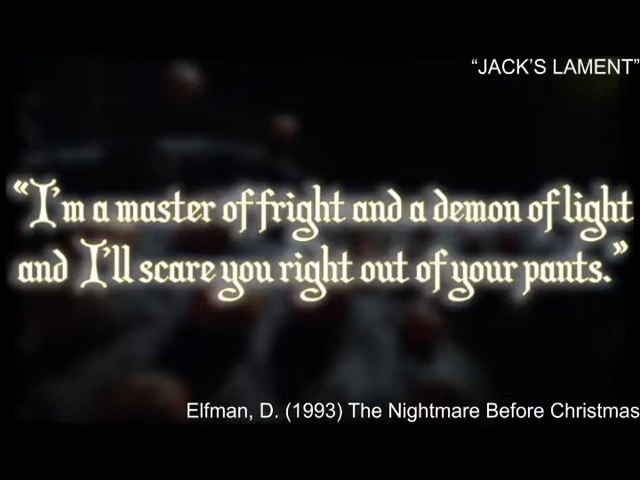 “JACK’S LAMENT”
“I’m a master of fright and a demon of light
and I’ll scare you right out of your pants.”
Elfman, D. (1993) The Nightmare Before Christmas